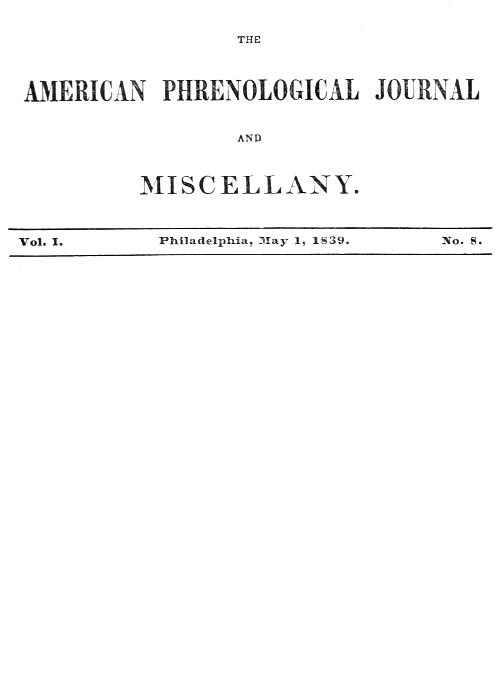 THE
AMERICAN PHRENOLOGICAL JOURNAL
AND
MISCELLANY.
Vol. I. Philadelphia, May 1, 1839. No. 8.